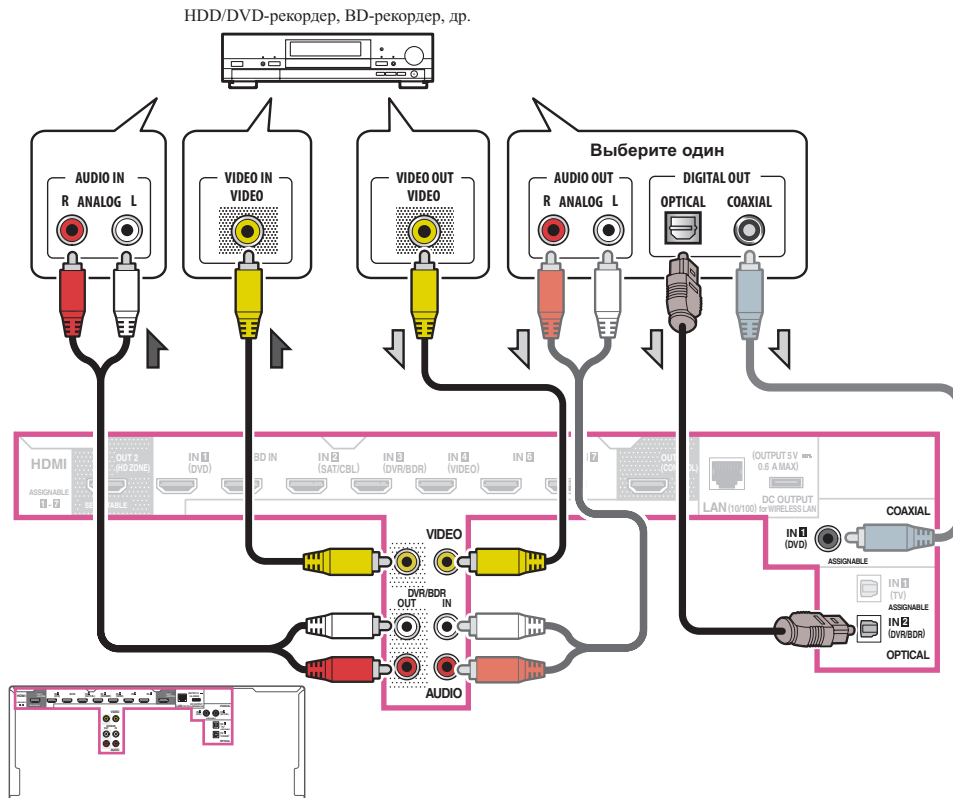 HDD/DVD-рекордер, BD-рекордер, др.
Выберите один
AUDIO IN
R ANALOG L
VIDEO IN
VIDEO
VIDEO OUT
VIDEO
AUDIO OUT
R ANALOG L
DIGITAL OUT
OPTICAL COAXIAL
HDMI
ASSIGNABLE
1 - 7
OUT 2
(HD ZONE)
IN 1
(DVD)
BD IN
IN 2
(SAT/CBL)
IN 3
(DVR/BDR)
IN 4
(VIDEO)
IN 6
7
OUT
(OUTPUT 5 V
0.6 A MAX)
LAN (10/100)
DC OUTPUT
for WIRELESS LAN
COAXIAL
IN 1
(DVD)
ASSIGNABLE
IN 1
(TV)
ASSIGNABLE
IN 2
(DVR/BDR)
OPTICAL
VIDEO
DVR/BDR
OUT IN
AUDIO